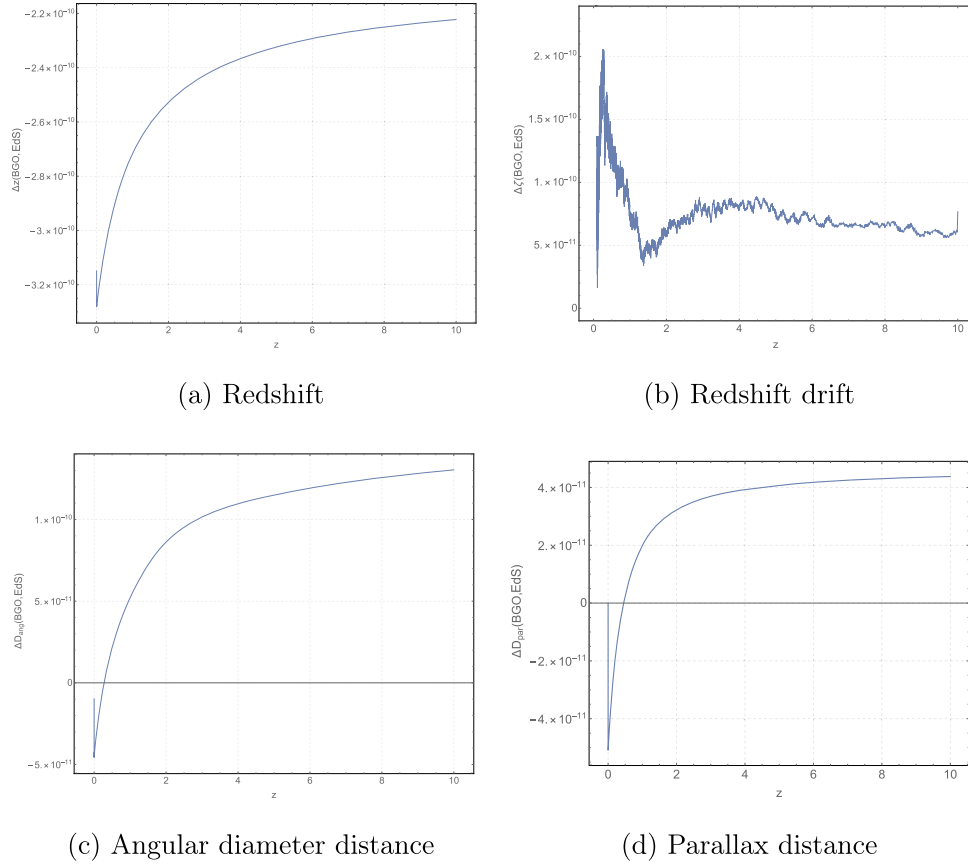 −2.2×10⁻¹⁰
−2.4×10⁻¹⁰
−2.6×10⁻¹⁰
−2.8×10⁻¹⁰
−3.×10⁻¹⁰
−3.2×10⁻¹⁰
Δz(BGO,EdS)
0 2 4 6 8 10
z
(a) Redshift
2.×10⁻¹⁰
1.5×10⁻¹⁰
1.×10⁻¹⁰
5.×10⁻¹¹
0
Δζ(BGO,EdS)
0 2 4 6 8 10
z
(b) Redshift drift
1.×10⁻¹⁰
5.×10⁻¹¹
0
−5.×10⁻¹¹
ΔDang(BGO,EdS)
0 2 4 6 8 10
z
(c) Angular diameter distance
4.×10⁻¹¹
2.×10⁻¹¹
0
−2.×10⁻¹¹
−4.×10⁻¹¹
ΔDpar(BGO,EdS)
0 2 4 6 8 10
z
(d) Parallax distance